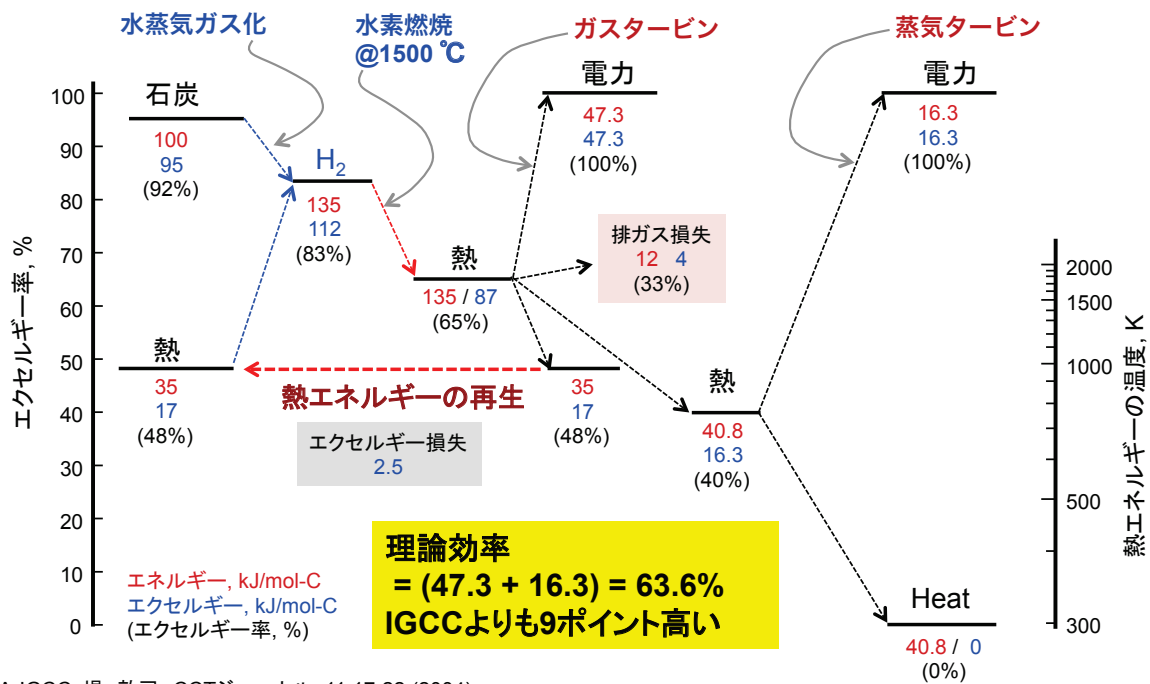 水蒸気ガス化
水素燃焼
@1500 ℃
ガスタービン
蒸気タービン
エクセルギー率, %
100
90
80
70
60
50
40
30
20
10
0
石炭
100
95
(92%)
H2
135
112
(83%)
熱
135 / 87
(65%)
電力
47.3
47.3
(100%)
排ガス損失
12 4
(33%)
電力
16.3
16.3
(100%)
熱
35
17
(48%)
熱エネルギーの再生
35
17
(48%)
エクセルギー損失
2.5
熱
40.8
16.3
(40%)
理論効率
= (47.3 + 16.3) = 63.6%
IGCCよりも9ポイント高い
Heat
40.8 / 0
(0%)
エネルギー, kJ/mol-C
エクセルギー, kJ/mol-C
(エクセルギー率, %)
2000
1500
1000
500
300
熱エネルギーの温度, K